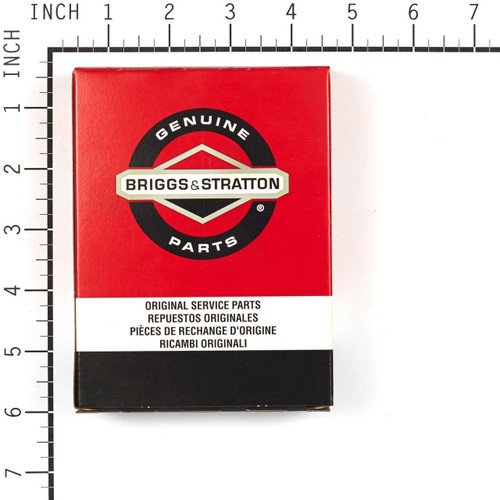 INCH 1 2 3 4 5 6 7
INCH
1
2
3
4
5
6
7
GENUINE
BRIGGS & STRATTON
®
PARTS
ORIGINAL SERVICE PARTS
REPUESTOS ORIGINALES
PIÈCES DE RECHANGE D'ORIGINE
RICAMBI ORIGINALI